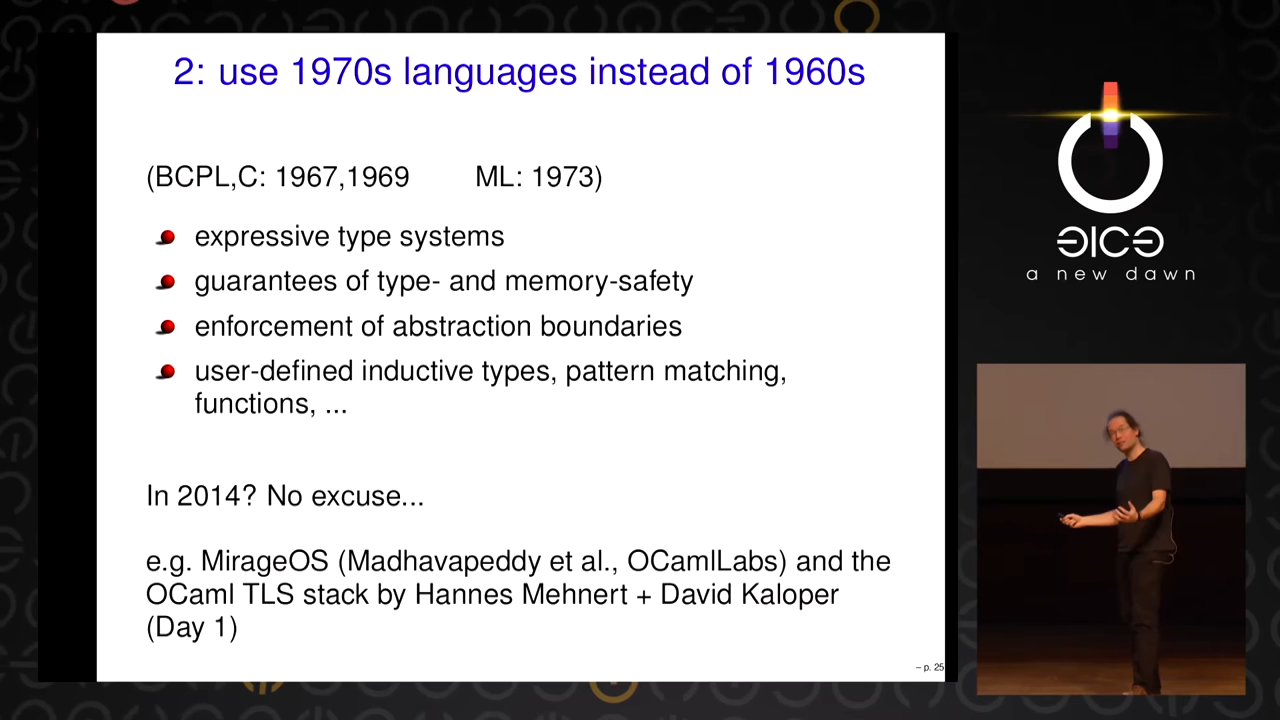 2: use 1970s languages instead of 1960s
(BCPL,C: 1967,1969 ML: 1973)
expressive type systems
guarantees of type- and memory-safety
enforcement of abstraction boundaries
user-defined inductive types, pattern matching,
functions, ...
In 2014? No excuse...
e.g. MirageOS (Madhavapeddy et al., OCamlLabs) and the
OCaml TLS stack by Hannes Mehnert + David Kaloper
(Day 1)
– p. 25
31C3
a new dawn